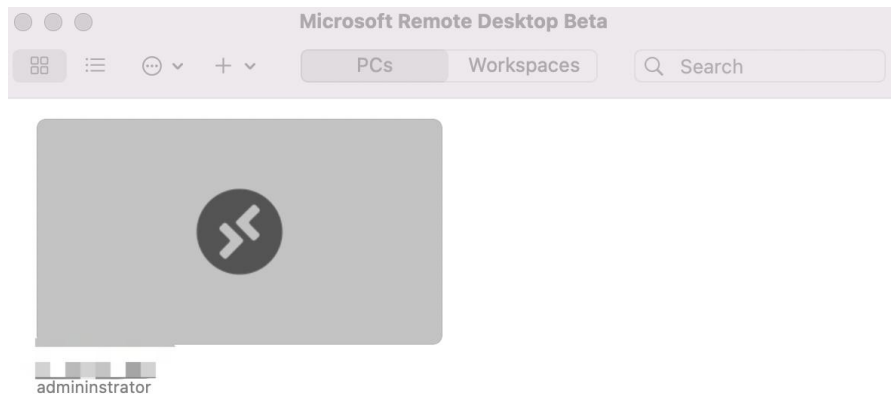 Microsoft Remote Desktop Beta
PCs Workspaces Search
admininstrator